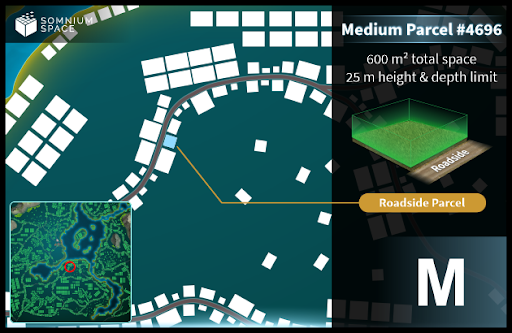 SOMNIUM
SPACE
Medium Parcel #4696
600 m² total space
25 m height & depth limit
Roadside
Roadside Parcel
M